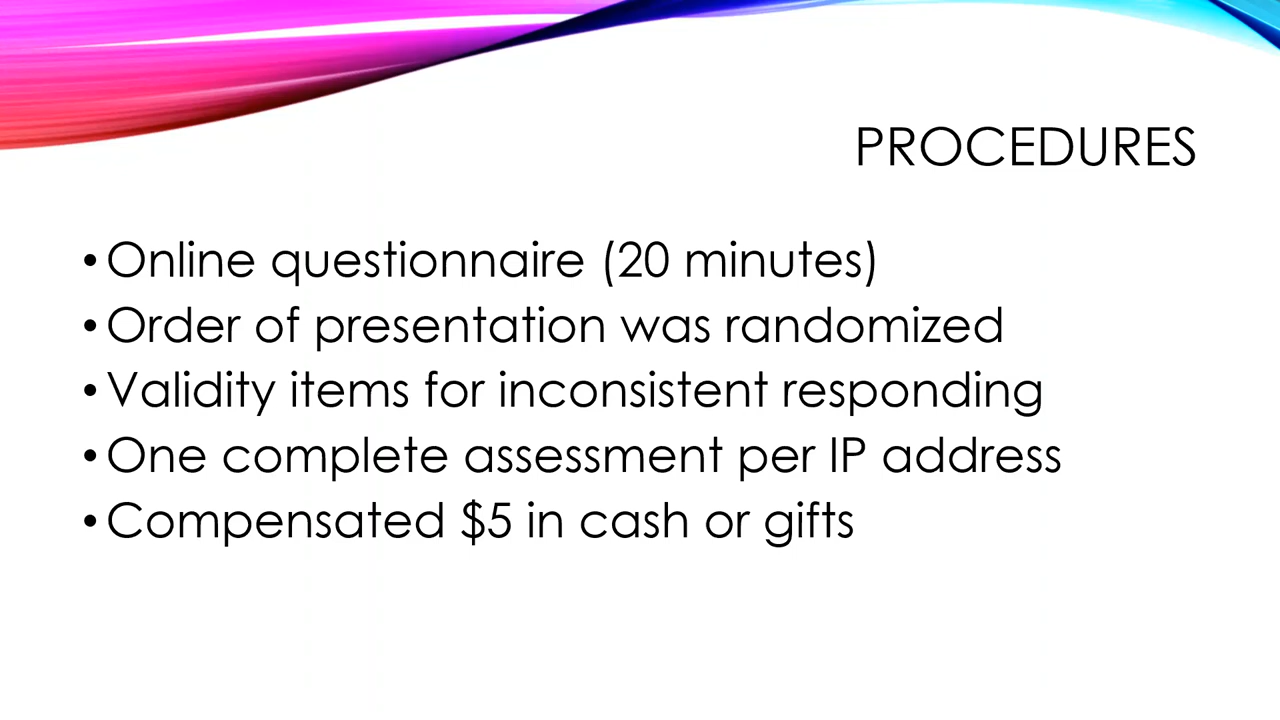 PROCEDURES
• Online questionnaire (20 minutes)
• Order of presentation was randomized
• Validity items for inconsistent responding
• One complete assessment per IP address
• Compensated $5 in cash or gifts